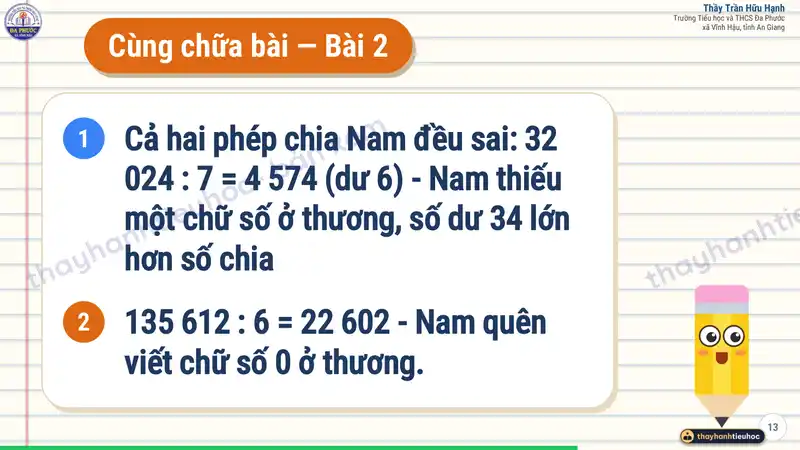 Thầy Trần Hữu Hạnh
Trường Tiểu học và THCS Đa Phước
xã Vĩnh Hậu, tỉnh An Giang
ĐA PHƯỚC
Cùng chữa bài – Bài 2
1
Cả hai phép chia Nam đều sai: 32
024 : 7 = 4 574 (dư 6) - Nam thiếu
một chữ số ở thương, số dư 34 lớn
hơn số chia
2
135 612 : 6 = 22 602 - Nam quên
viết chữ số 0 ở thương.
13
thayhanhtieuhoc